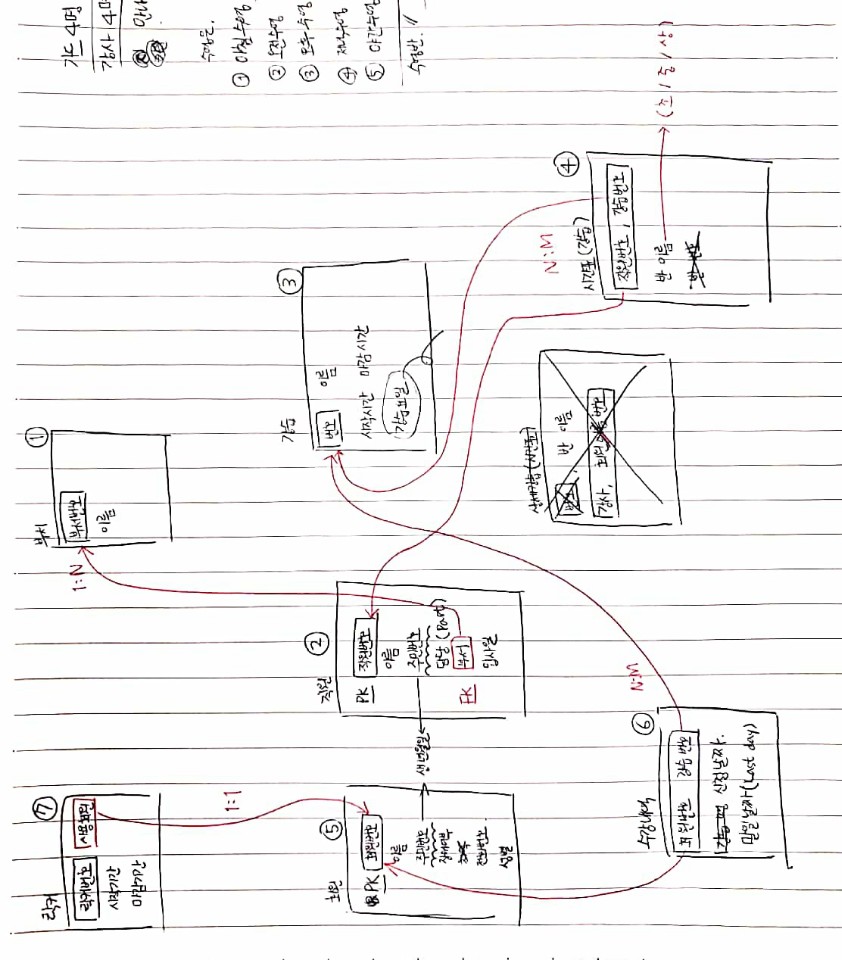 락커 ⑦
락커번호 사용회원
시작기간
마감기간
1:1
부서 ①
부서번호
이름
1:N
가드 4명
강사 4명
안내
수영문.
① 아침수영
② 오전수영
③ 오후수영
④ 저녁수영
⑤ 야간수영
수영반. //
회원 ⑤
PK 회원번호
이름
주민번호
장애여부
전화번호.
성별
생년월일
직원 ②
PK 직원번호
이름
주민번호
담당 (Part)
FK 부서
입사일
강습 ③
번호 이름
시작시간 마감시간
강습요일
상세강습(시간표)
번호, 반 이름
강사, 회원 번호
N:M
시간표(강습) ④
직원번호, 강습번호
반 이름 (초/중/상)
반 번호
수강내역 ⑥
N:M
회원번호 강습번호
신청날짜.
말일날짜(Last day)